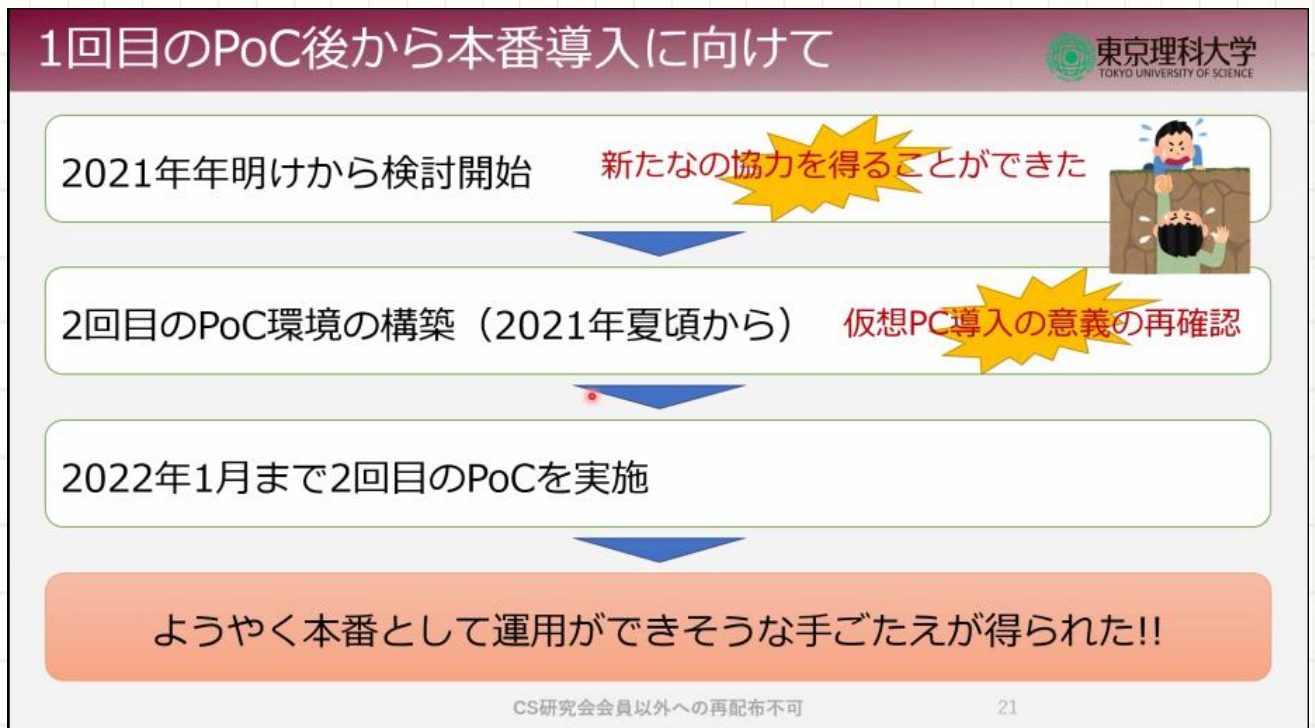 1回目のPoC後から本番導入に向けて
東京理科大学
TOKYO UNIVERSITY OF SCIENCE
2021年年明けから検討開始
新たなの協力を得ることができた
2回目のPoC環境の構築（2021年夏頃から）
仮想PC導入の意義の再確認
2022年1月まで2回目のPoCを実施
ようやく本番として運用ができそうな手ごたえが得られた!!
CS研究会会員以外への再配布不可
21